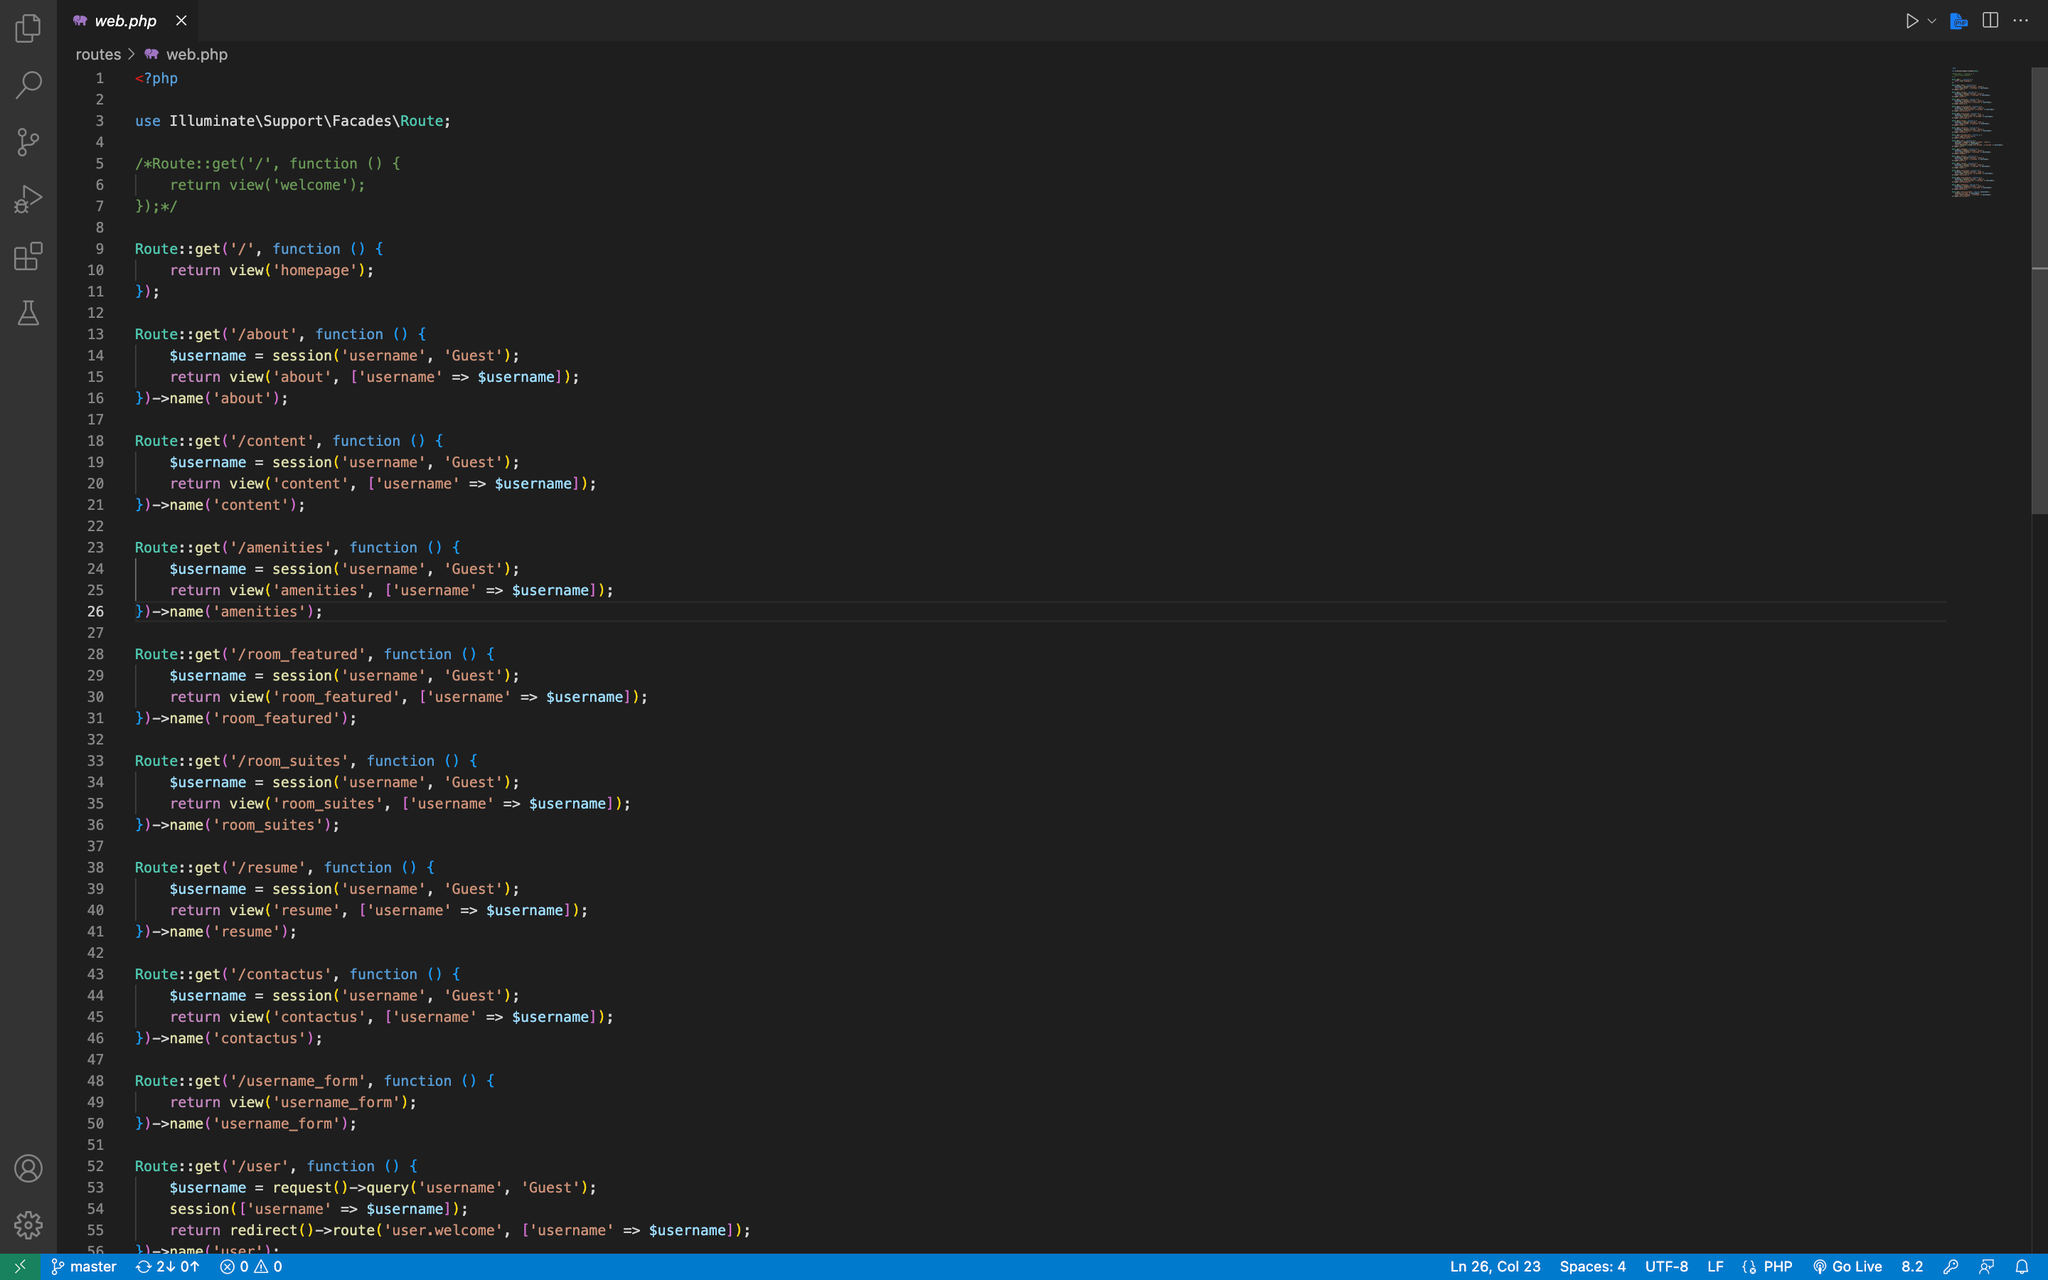 web.php
routes > web.php
1 <?php
2
3 use Illuminate\Support\Facades\Route;
4
5 /*Route::get('/', function () {
6     return view('welcome');
7 });*/
8
9 Route::get('/', function () {
10     return view('homepage');
11 });
12
13 Route::get('/about', function () {
14     $username = session('username', 'Guest');
15     return view('about', ['username' => $username]);
16 })->name('about');
17
18 Route::get('/content', function () {
19     $username = session('username', 'Guest');
20     return view('content', ['username' => $username]);
21 })->name('content');
22
23 Route::get('/amenities', function () {
24     $username = session('username', 'Guest');
25     return view('amenities', ['username' => $username]);
26 })->name('amenities');
27
28 Route::get('/room_featured', function () {
29     $username = session('username', 'Guest');
30     return view('room_featured', ['username' => $username]);
31 })->name('room_featured');
32
33 Route::get('/room_suites', function () {
34     $username = session('username', 'Guest');
35     return view('room_suites', ['username' => $username]);
36 })->name('room_suites');
37
38 Route::get('/resume', function () {
39     $username = session('username', 'Guest');
40     return view('resume', ['username' => $username]);
41 })->name('resume');
42
43 Route::get('/contactus', function () {
44     $username = session('username', 'Guest');
45     return view('contactus', ['username' => $username]);
46 })->name('contactus');
47
48 Route::get('/username_form', function () {
49     return view('username_form');
50 })->name('username_form');
51
52 Route::get('/user', function () {
53     $username = request()->query('username', 'Guest');
54     session(['username' => $username]);
55     return redirect()->route('user.welcome', ['username' => $username]);
56 })->name('user');
master 2↓ 0↑ 0 0 Ln 26, Col 23 Spaces: 4 UTF-8 LF PHP Go Live 8.2